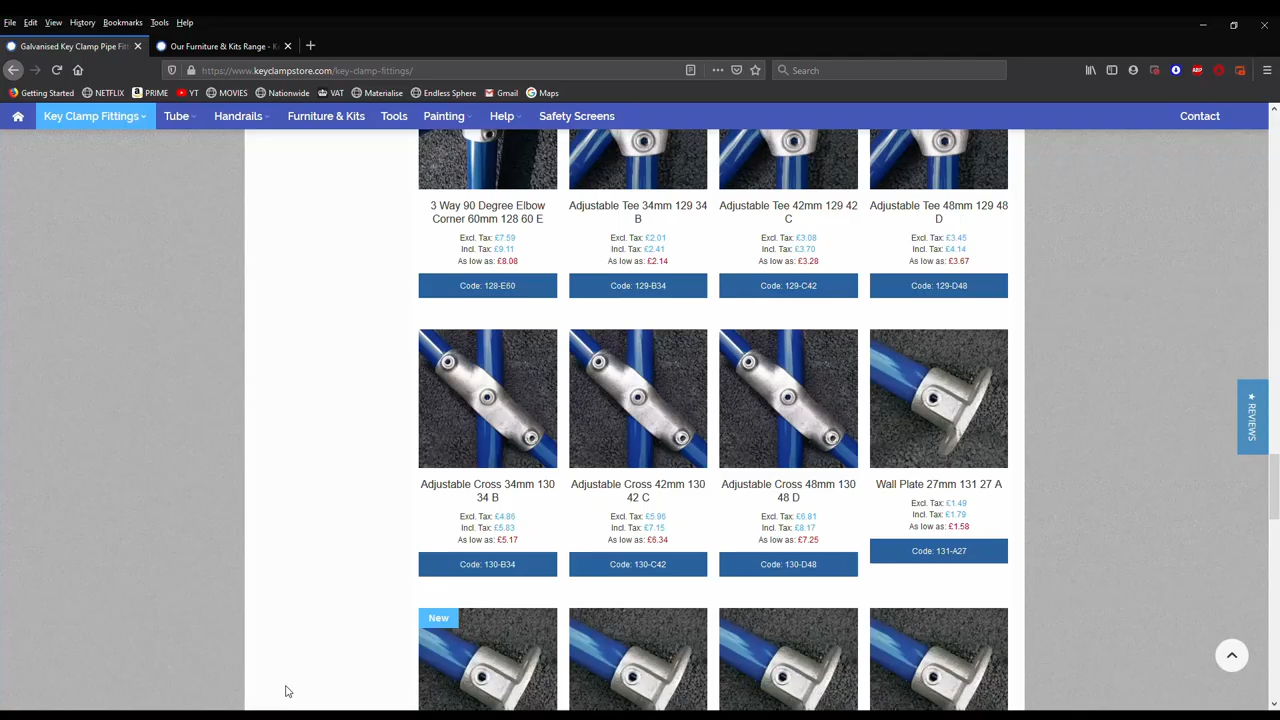 File Edit View History Bookmarks Tools Help
Galvanised Key Clamp Pipe Fitt Our Furniture & Kits Range - K
https://www.keyclampstore.com/key-clamp-fittings/ Search
Getting Started NETFLIX PRIME YT MOVIES Nationwide VAT Materialise Endless Sphere Gmail Maps
Key Clamp Fittings Tube Handrails Furniture & Kits Tools Painting Help Safety Screens Contact
3 Way 90 Degree Elbow
Corner 60mm 128 60 E
Excl. Tax: £7.59
Incl. Tax: £9.11
As low as: £8.08
Code: 128-E60
Adjustable Tee 34mm 129 34
B
Excl. Tax: £2.01
Incl. Tax: £2.41
As low as: £2.14
Code: 129-B34
Adjustable Tee 42mm 129 42
C
Excl. Tax: £3.08
Incl. Tax: £3.70
As low as: £3.28
Code: 129-C42
Adjustable Tee 48mm 129 48
D
Excl. Tax: £3.45
Incl. Tax: £4.14
As low as: £3.67
Code: 129-D48
Adjustable Cross 34mm 130
34 B
Excl. Tax: £4.86
Incl. Tax: £5.83
As low as: £5.17
Code: 130-B34
Adjustable Cross 42mm 130
42 C
Excl. Tax: £5.96
Incl. Tax: £7.15
As low as: £6.34
Code: 130-C42
Adjustable Cross 48mm 130
48 D
Excl. Tax: £6.81
Incl. Tax: £8.17
As low as: £7.25
Code: 130-D48
Wall Plate 27mm 131 27 A
Excl. Tax: £1.49
Incl. Tax: £1.79
As low as: £1.58
Code: 131-A27
New
★ REVIEWS